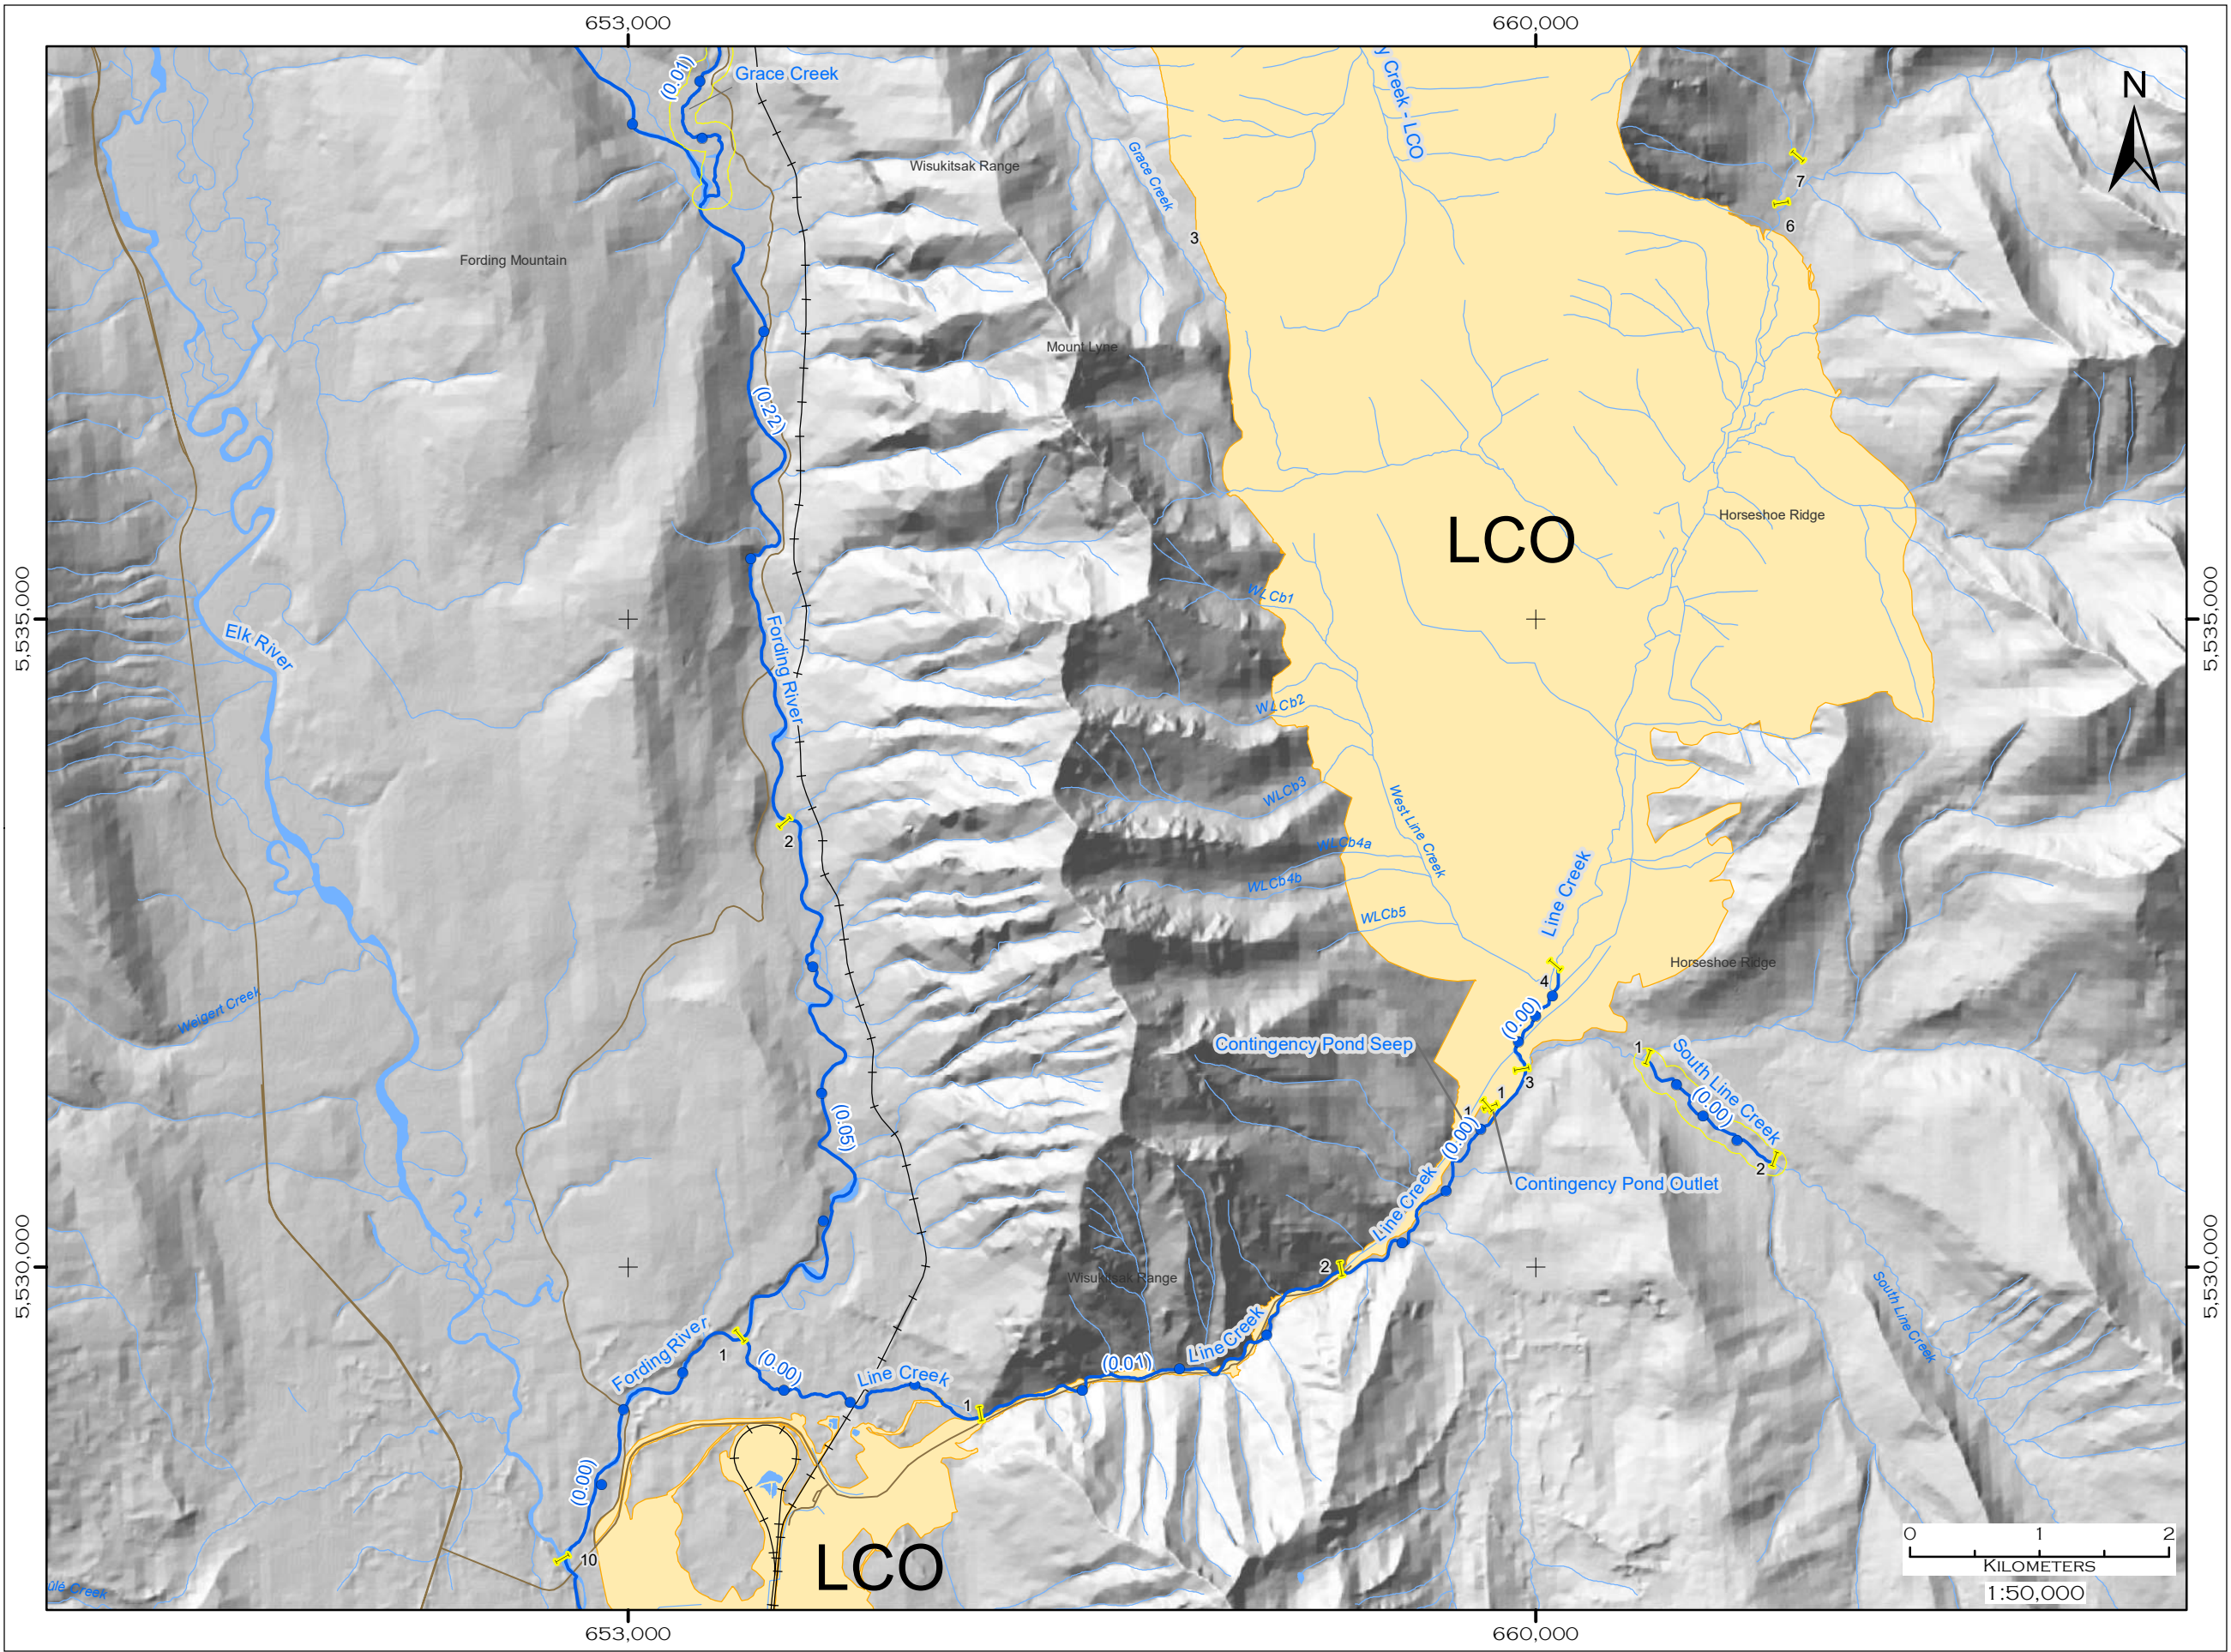 653,000
660,000
(0.01)
Grace Creek
y Creek - LCO
N
Wisukitsak Range
Grace Creek
7
6
3
Fording Mountain
Mount Lyne
(0.22)
LCO
Horseshoe Ridge
5,535,000
5,535,000
WLCb1
Elk River
Fording River
WLCb2
WLCb3
West Line Creek
2
WLCb4a
WLCb4b
WLCb5
Line Creek
Horseshoe Ridge
4
Weigert Creek
(0.00)
Contingency Pond Seep
1
South Line Creek
3
(0.00)
1
1
(0.05)
(0.00)
2
Line Creek
Contingency Pond Outlet
5,530,000
5,530,000
2
Wisukitsak Range
South Line Creek
Line Creek
Fording River
1
(0.00)
(0.01)
Line Creek
1
(0.00)
10
LCO
ûlé Creek
0 1 2
KILOMETERS
1:50,000
653,000
660,000